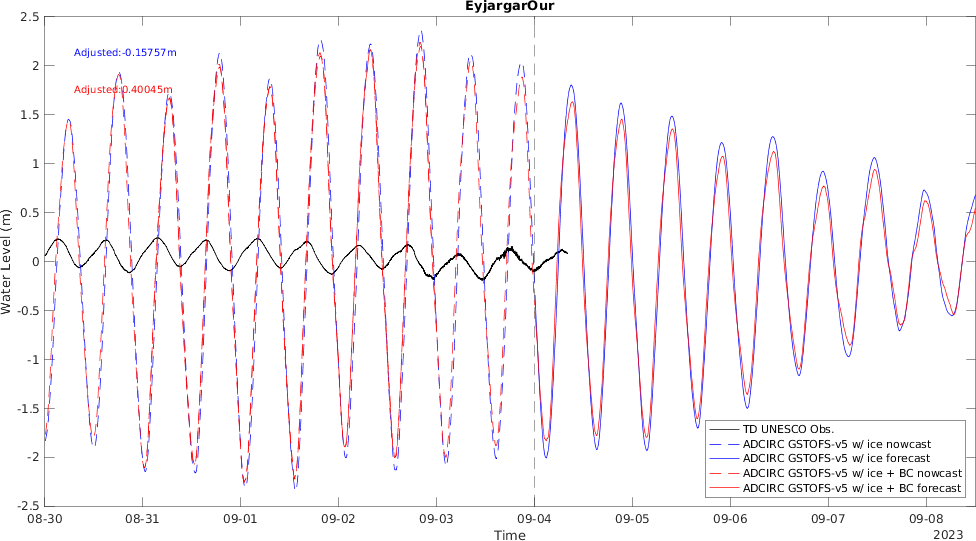 EyjargarOur
2.5
2
1.5
1
0.5
0
-0.5
-1
-1.5
-2
-2.5
Water Level (m)
Adjusted:-0.15757m
Adjusted:0.40045m
TD UNESCO Obs.
ADCIRC GSTOFS-v5 w/ ice nowcast
ADCIRC GSTOFS-v5 w/ ice forecast
ADCIRC GSTOFS-v5 w/ ice + BC nowcast
ADCIRC GSTOFS-v5 w/ ice + BC forecast
08-30 08-31 09-01 09-02 09-03 09-04 09-05 09-06 09-07 09-08
Time
2023